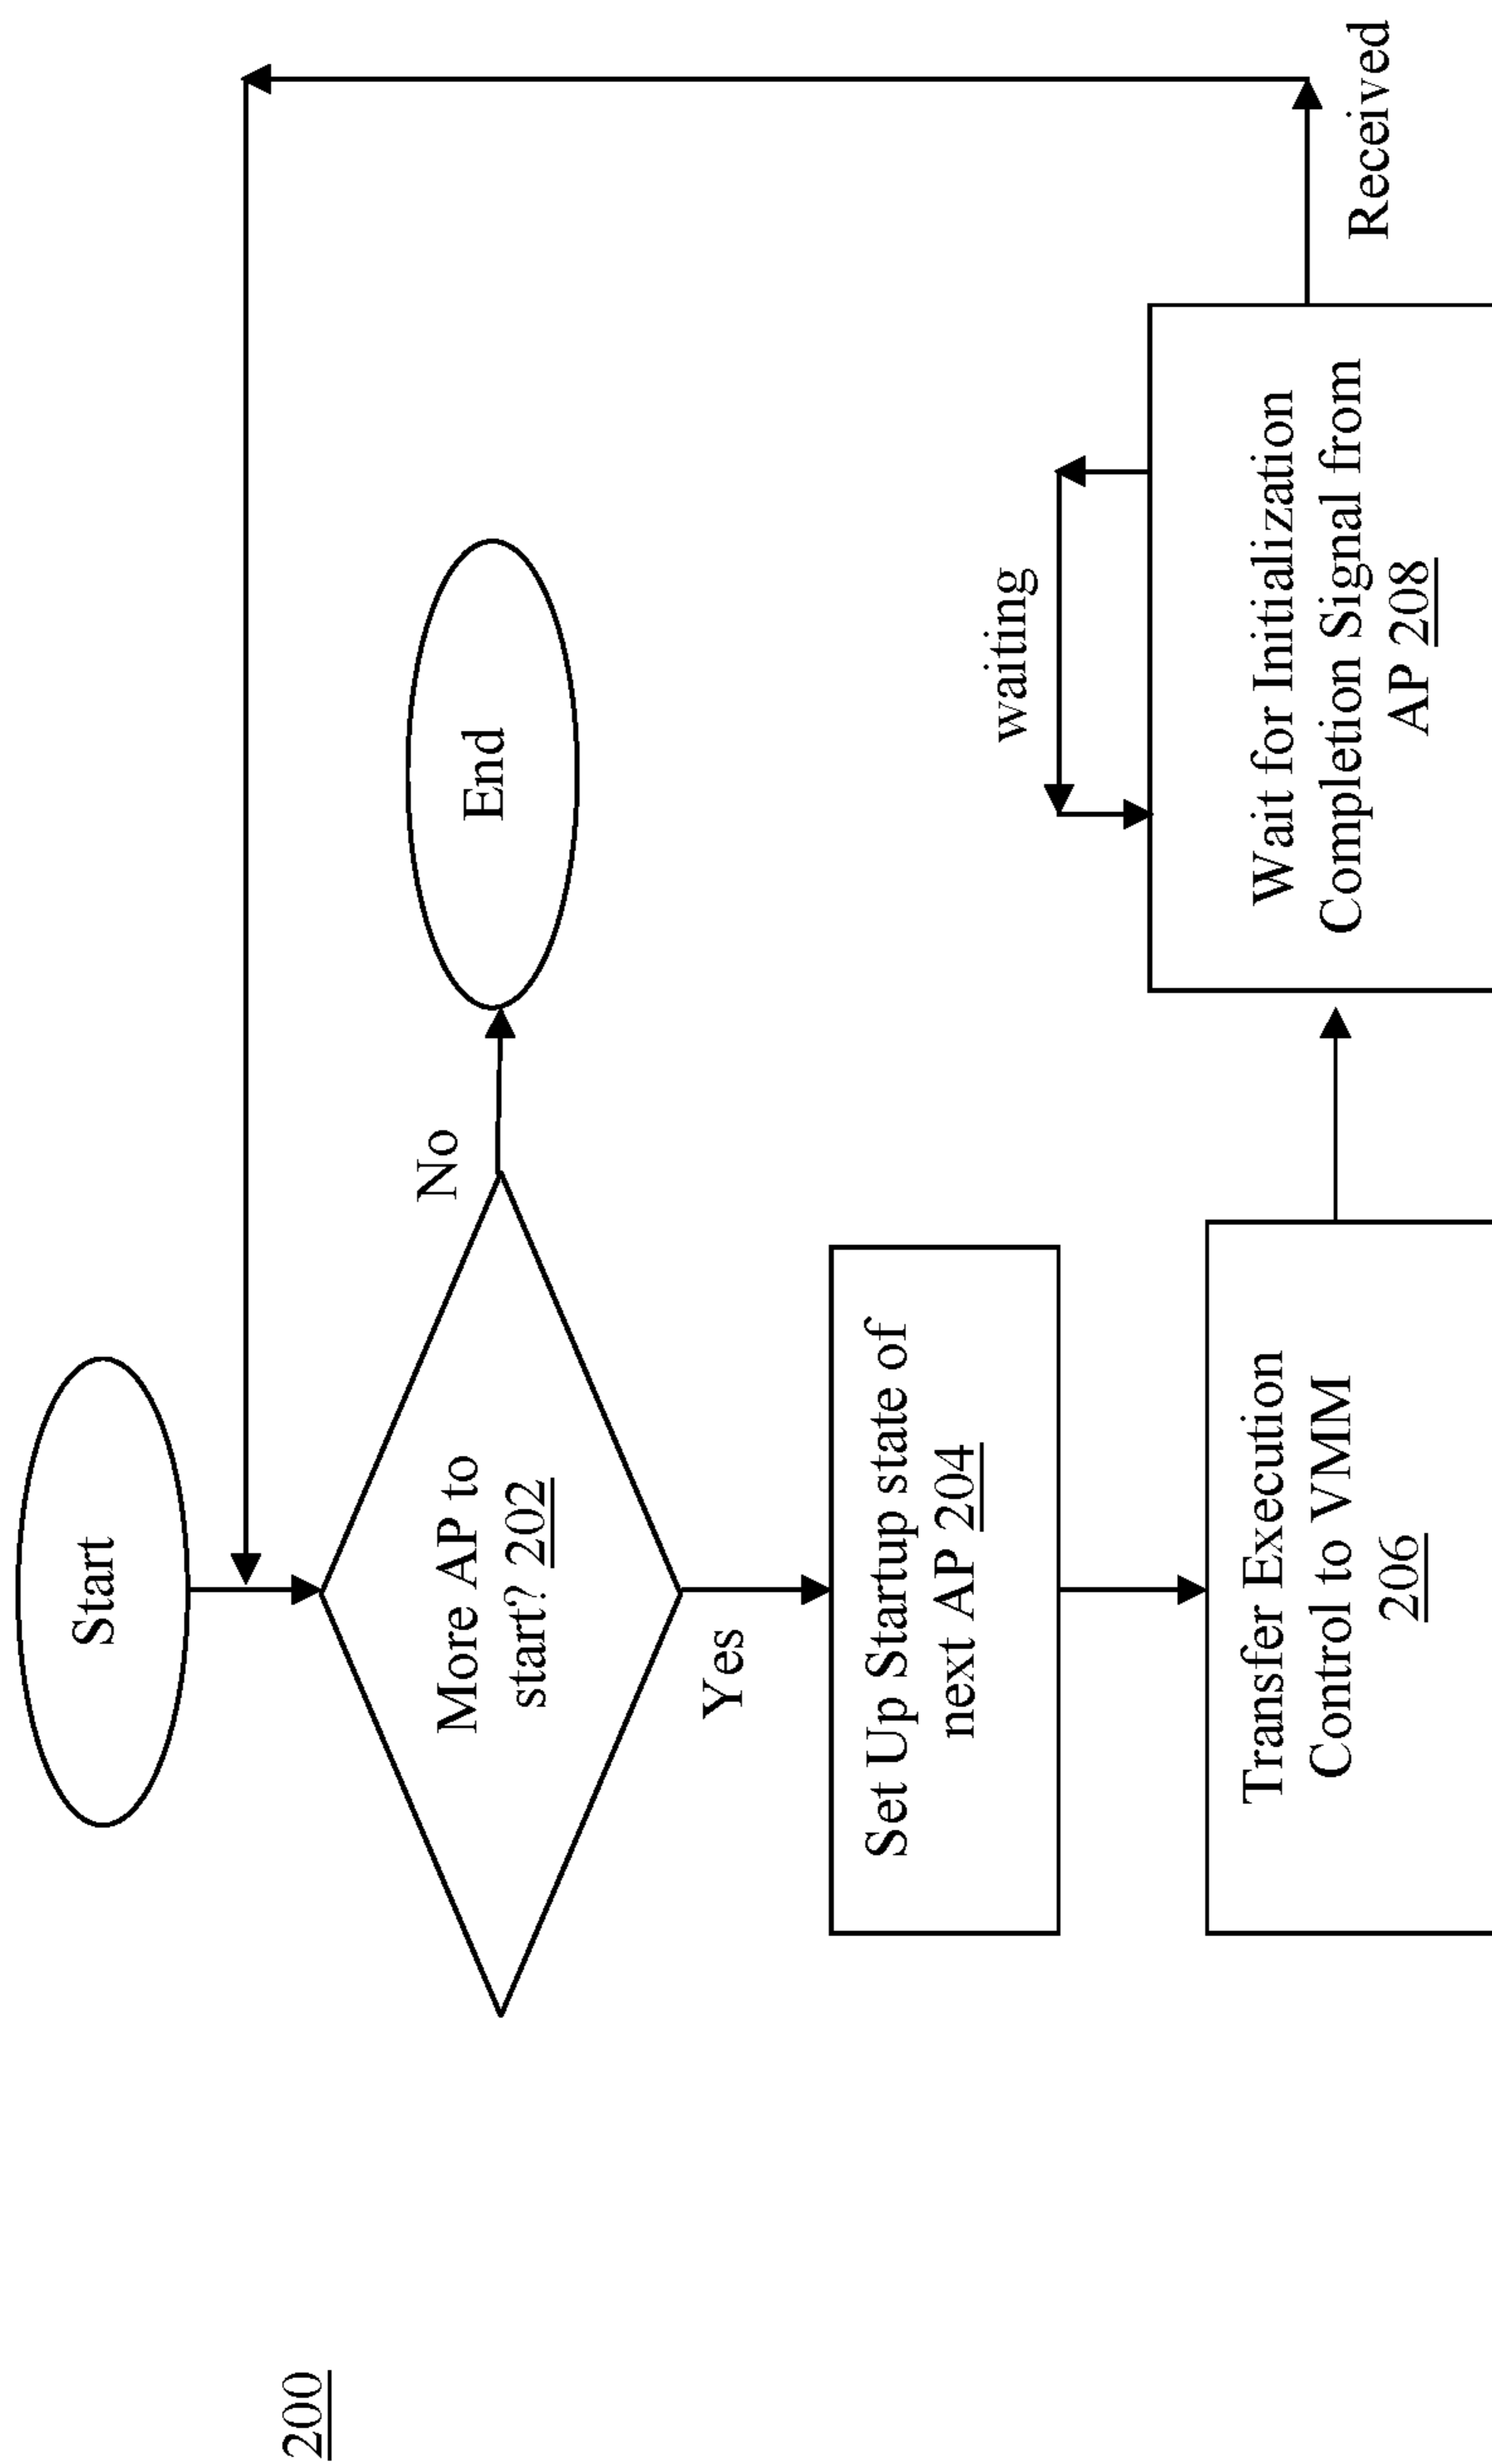 200
Start
More AP to
start? 202
No
End
Yes
Set Up Startup state of
next AP 204
Transfer Execution
Control to VMM
206
waiting
Wait for Initialization
Completion Signal from
AP 208
Received